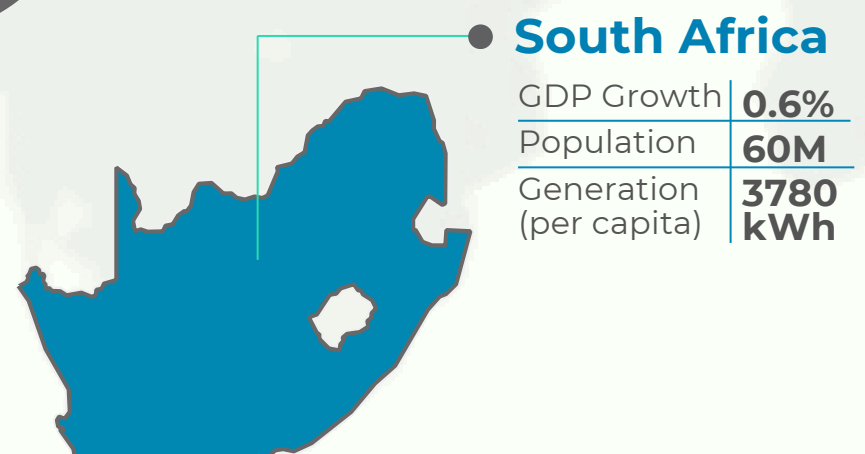 South Africa
GDP Growth 0.6%
Population 60M
Generation 3780
(per capita) kWh